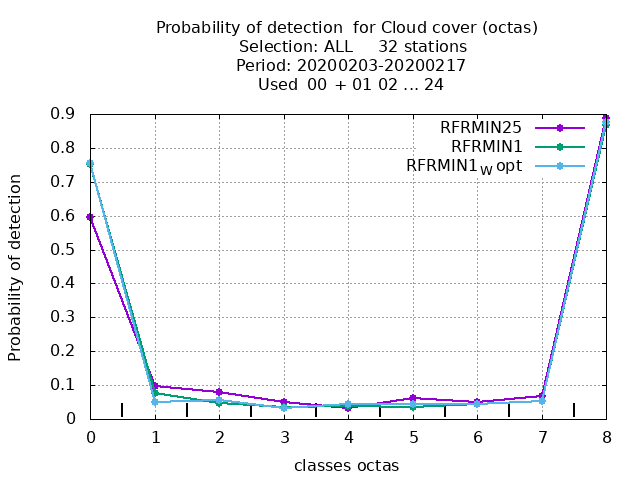 Probability of detection  for Cloud cover (octas)
Selection: ALL     32 stations
Period: 20200203-20200217
Used  00 + 01 02 ... 24
RFRMIN25
RFRMIN1
RFRMIN1W opt
Probability of detection
0.9
0.8
0.7
0.6
0.5
0.4
0.3
0.2
0.1
0
0 1 2 3 4 5 6 7 8
classes octas